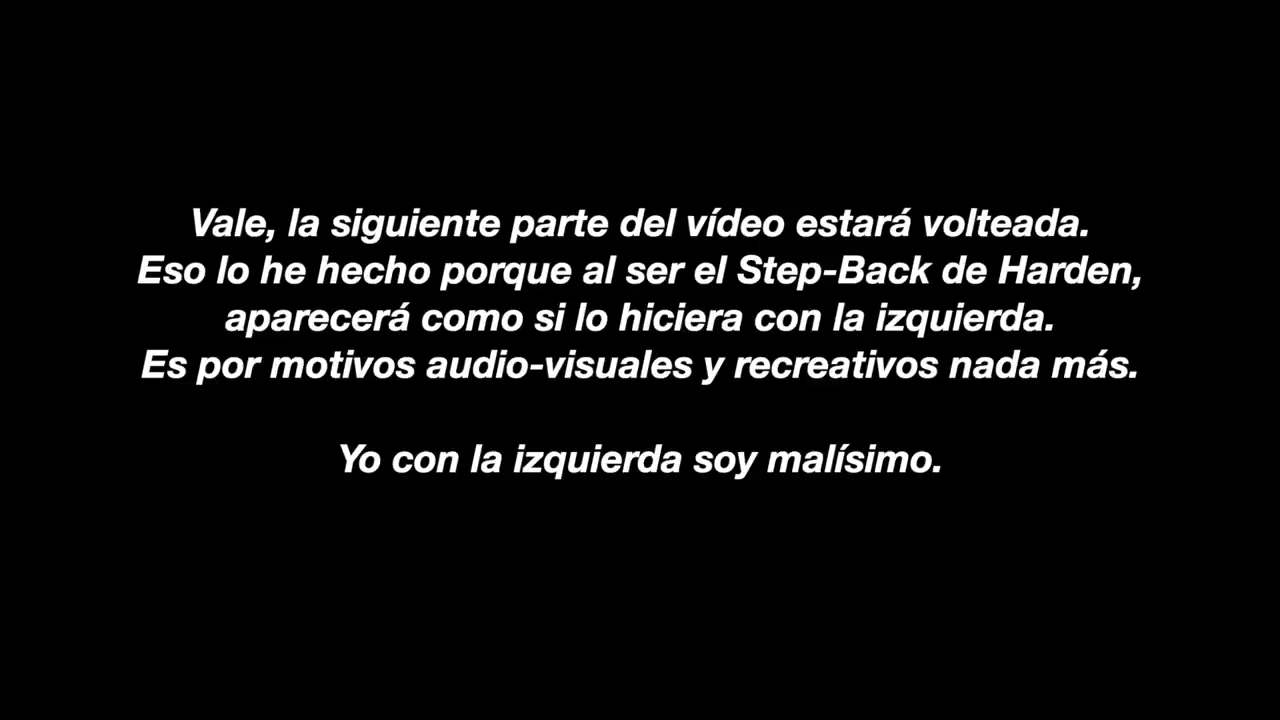 Vale, la siguiente parte del vídeo estará volteada.
Eso lo he hecho porque al ser el Step-Back de Harden,
aparecerá como si lo hiciera con la izquierda.
Es por motivos audio-visuales y recreativos nada más.
Yo con la izquierda soy malísimo.